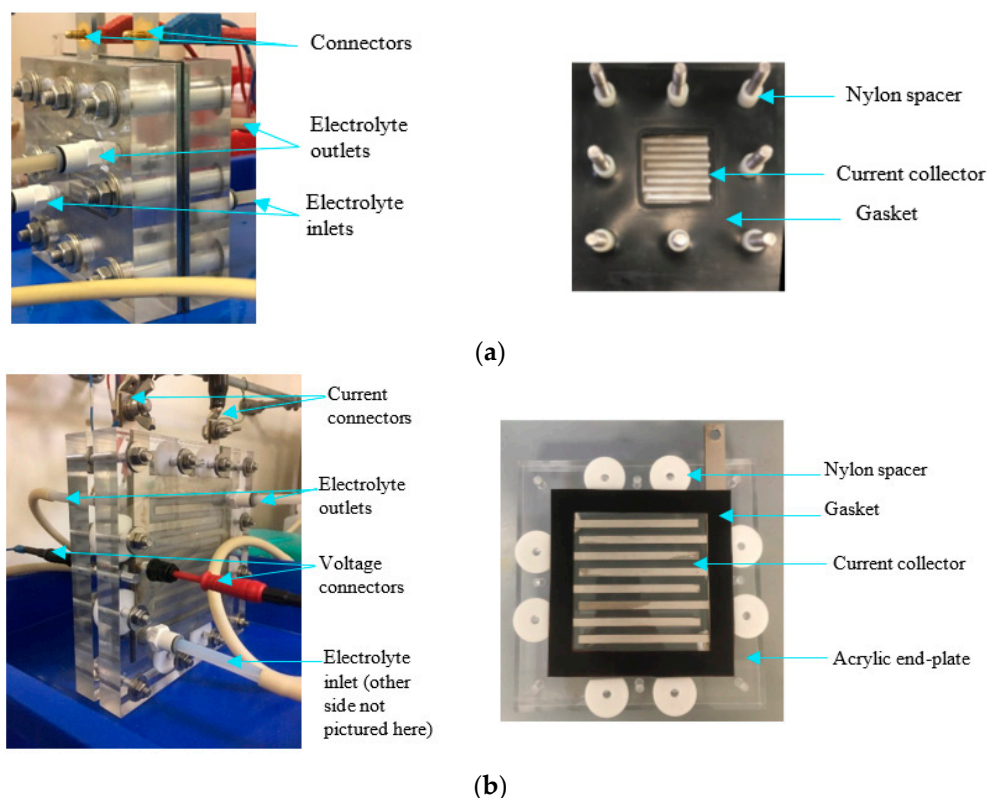 Connectors
Electrolyte
outlets
Electrolyte
inlets
Nylon spacer
Current collector
Gasket
(a)
Current
connectors
Electrolyte
outlets
Voltage
connectors
Electrolyte
inlet (other
side not
pictured here)
Nylon spacer
Gasket
Current collector
Acrylic end-plate
(b)